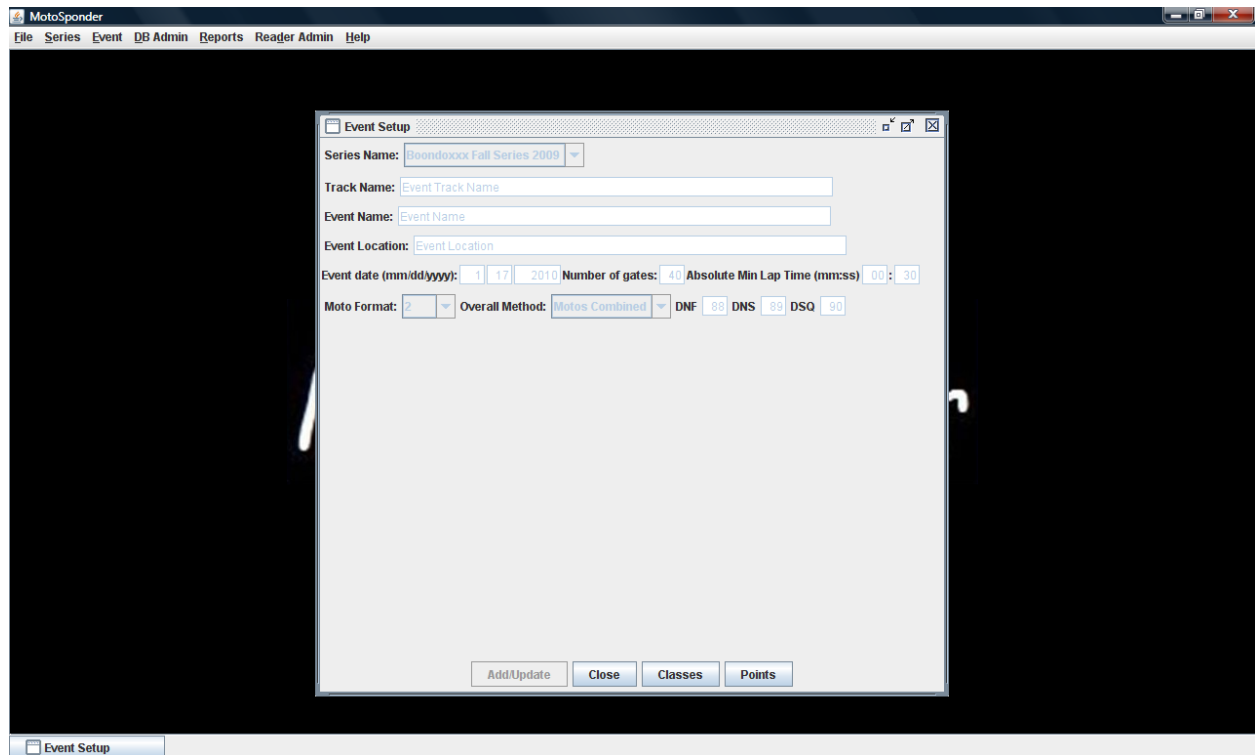 MotoSponder
File Series Event DB Admin Reports Reader Admin Help
Event Setup
Series Name: Boondoxxx Fall Series 2009
Track Name: Event Track Name
Event Name: Event Name
Event Location: Event Location
Event date (mm/dd/yyyy): 1 17 2010 Number of gates: 40 Absolute Min Lap Time (mm:ss) 00 : 30
Moto Format: 2 Overall Method: Motos Combined DNF 88 DNS 89 DSQ 90
Add/Update Close Classes Points
Event Setup